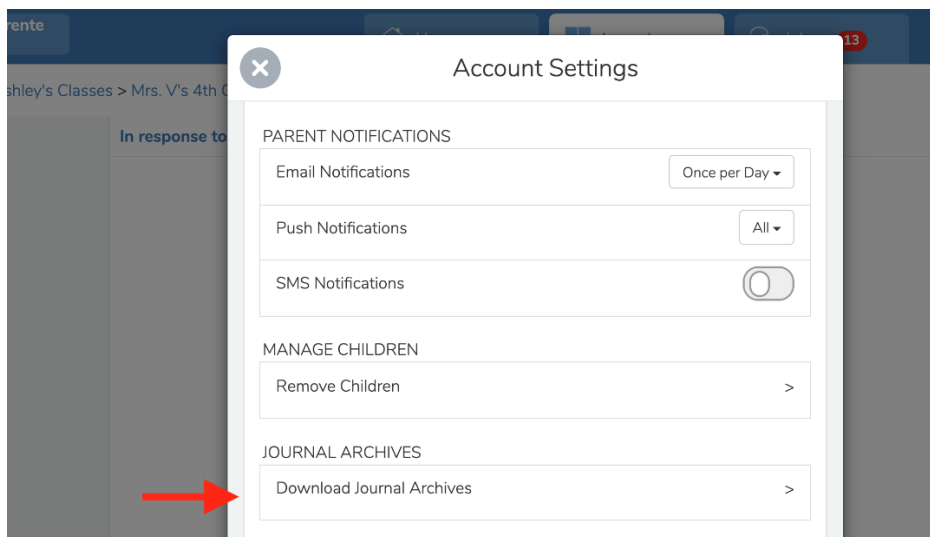 rente
13
Account Settings
shley's Classes > Mrs. V's 4th
In response to
PARENT NOTIFICATIONS
Email Notifications Once per Day
Push Notifications All
SMS Notifications
MANAGE CHILDREN
Remove Children >
JOURNAL ARCHIVES
Download Journal Archives >